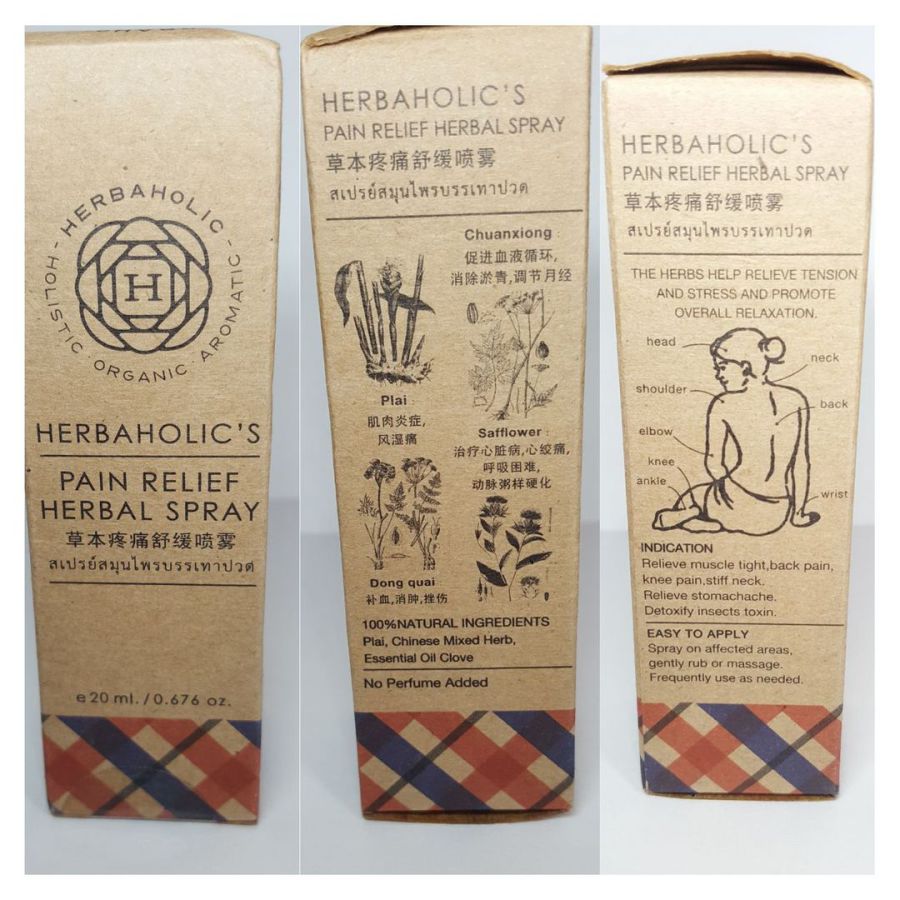 HERBAHOLIC
HOLISTIC · ORGANIC · AROMATIC
H
HERBAHOLIC'S
PAIN RELIEF
HERBAL SPRAY
草本疼痛舒缓喷雾
สเปรย์สมุนไพรบรรเทาปวด
e 20 ml. / 0.676 oz.
HERBAHOLIC'S
PAIN RELIEF HERBAL SPRAY
草本疼痛舒缓喷雾
สเปรย์สมุนไพรบรรเทาปวด
Chuanxiong
促进血液循环,
消除淤青,调节月经
Plai
肌肉炎症,
风湿痛
Safflower :
治疗心脏病,心绞痛,
呼吸困难,
动脉粥样硬化
Dong quai
补血,消肿,挫伤
100%NATURAL INGREDIENTS
Plai, Chinese Mixed Herb,
Essential Oil Clove
No Perfume Added
HERBAHOLIC'S
PAIN RELIEF HERBAL SPRAY
草本疼痛舒缓喷雾
สเปรย์สมุนไพรบรรเทาปวด
THE HERBS HELP RELIEVE TENSION
AND STRESS AND PROMOTE
OVERALL RELAXATION.
head
neck
shoulder
back
elbow
knee
ankle
wrist
INDICATION
Relieve muscle tight,back pain,
knee pain,stiff neck.
Relieve stomachache.
Detoxify insects toxin.
EASY TO APPLY
Spray on affected areas,
gently rub or massage.
Frequently use as needed.